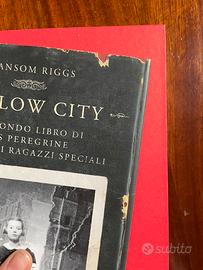 ANSOM RIGGS
LOW CITY
ONDO LIBRO DI
S PEREGRINE
I RAGAZZI SPECIALI
subito